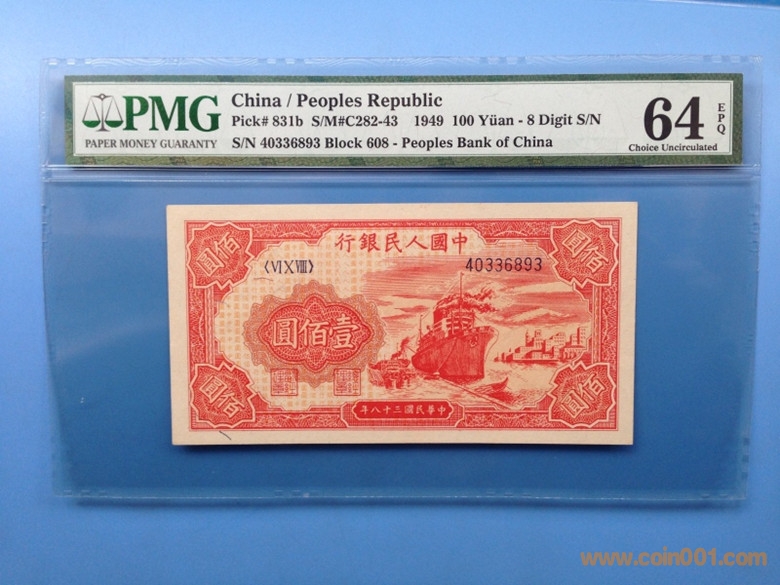 PMG
PAPER MONEY GUARANTY
China / Peoples Republic
Pick# 831b S/M#C282-43 1949 100 Yüan - 8 Digit S/N
S/N 40336893 Block 608 - Peoples Bank of China
64
EPQ
Choice Uncirculated
行銀民人國中
〈VI X VIII〉
40336893
圓佰
佰圓
圓佰壹
圓佰
佰圓
年八十三國民華中
www.coin001.com